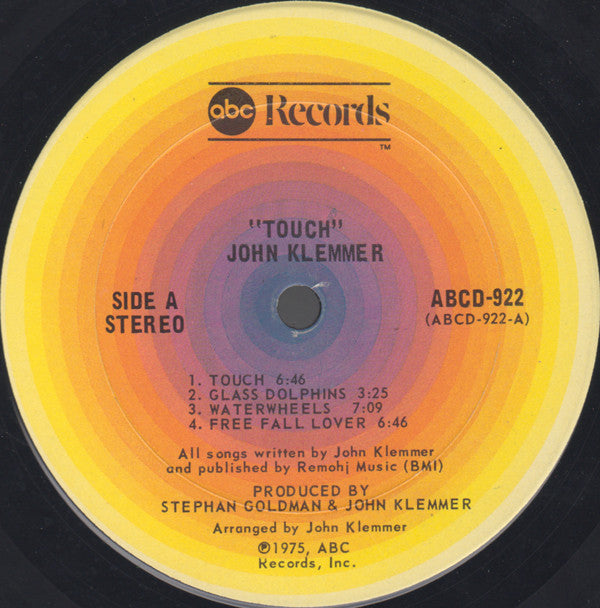 abc Records
TM
"TOUCH"
JOHN KLEMMER
SIDE A
STEREO
ABCD-922
(ABCD-922-A)
1. TOUCH 6:46
2. GLASS DOLPHINS 3:25
3. WATERWHEELS 7:09
4. FREE FALL LOVER 6:46
All songs written by John Klemmer
and published by Remohj Music (BMI)
PRODUCED BY
STEPHAN GOLDMAN & JOHN KLEMMER
Arranged by John Klemmer
℗1975, ABC
Records, Inc.